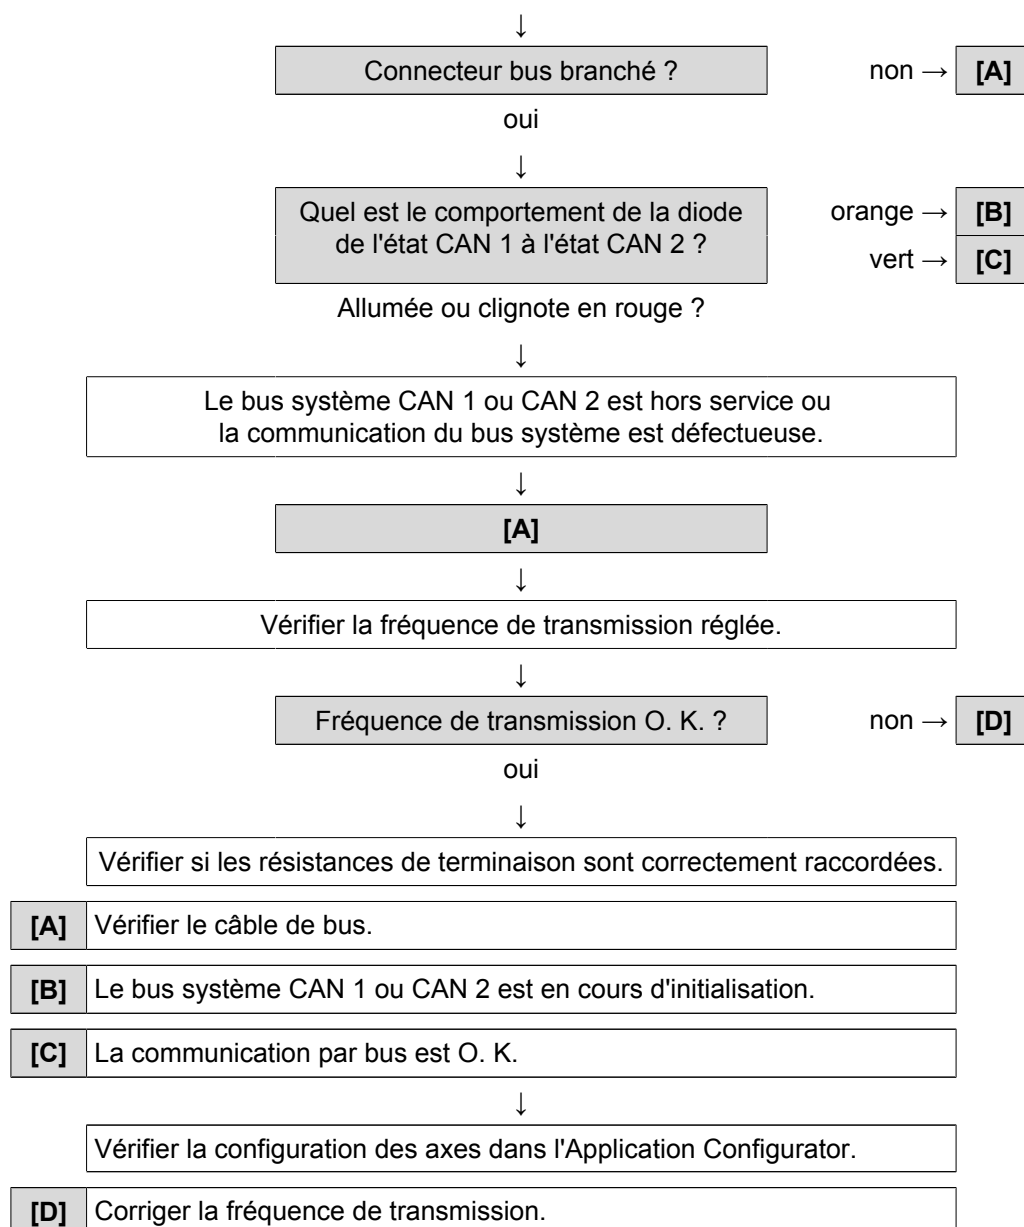 ↓
Connecteur bus branché ? non → [A]
oui
↓
Quel est le comportement de la diode orange → [B]
de l'état CAN 1 à l'état CAN 2 ? vert → [C]
Allumée ou clignote en rouge ?
↓
Le bus système CAN 1 ou CAN 2 est hors service ou
la communication du bus système est défectueuse.
↓
[A]
↓
Vérifier la fréquence de transmission réglée.
↓
Fréquence de transmission O. K. ? non → [D]
oui
↓
Vérifier si les résistances de terminaison sont correctement raccordées.
[A] Vérifier le câble de bus.
[B] Le bus système CAN 1 ou CAN 2 est en cours d'initialisation.
[C] La communication par bus est O. K.
↓
Vérifier la configuration des axes dans l'Application Configurator.
[D] Corriger la fréquence de transmission.